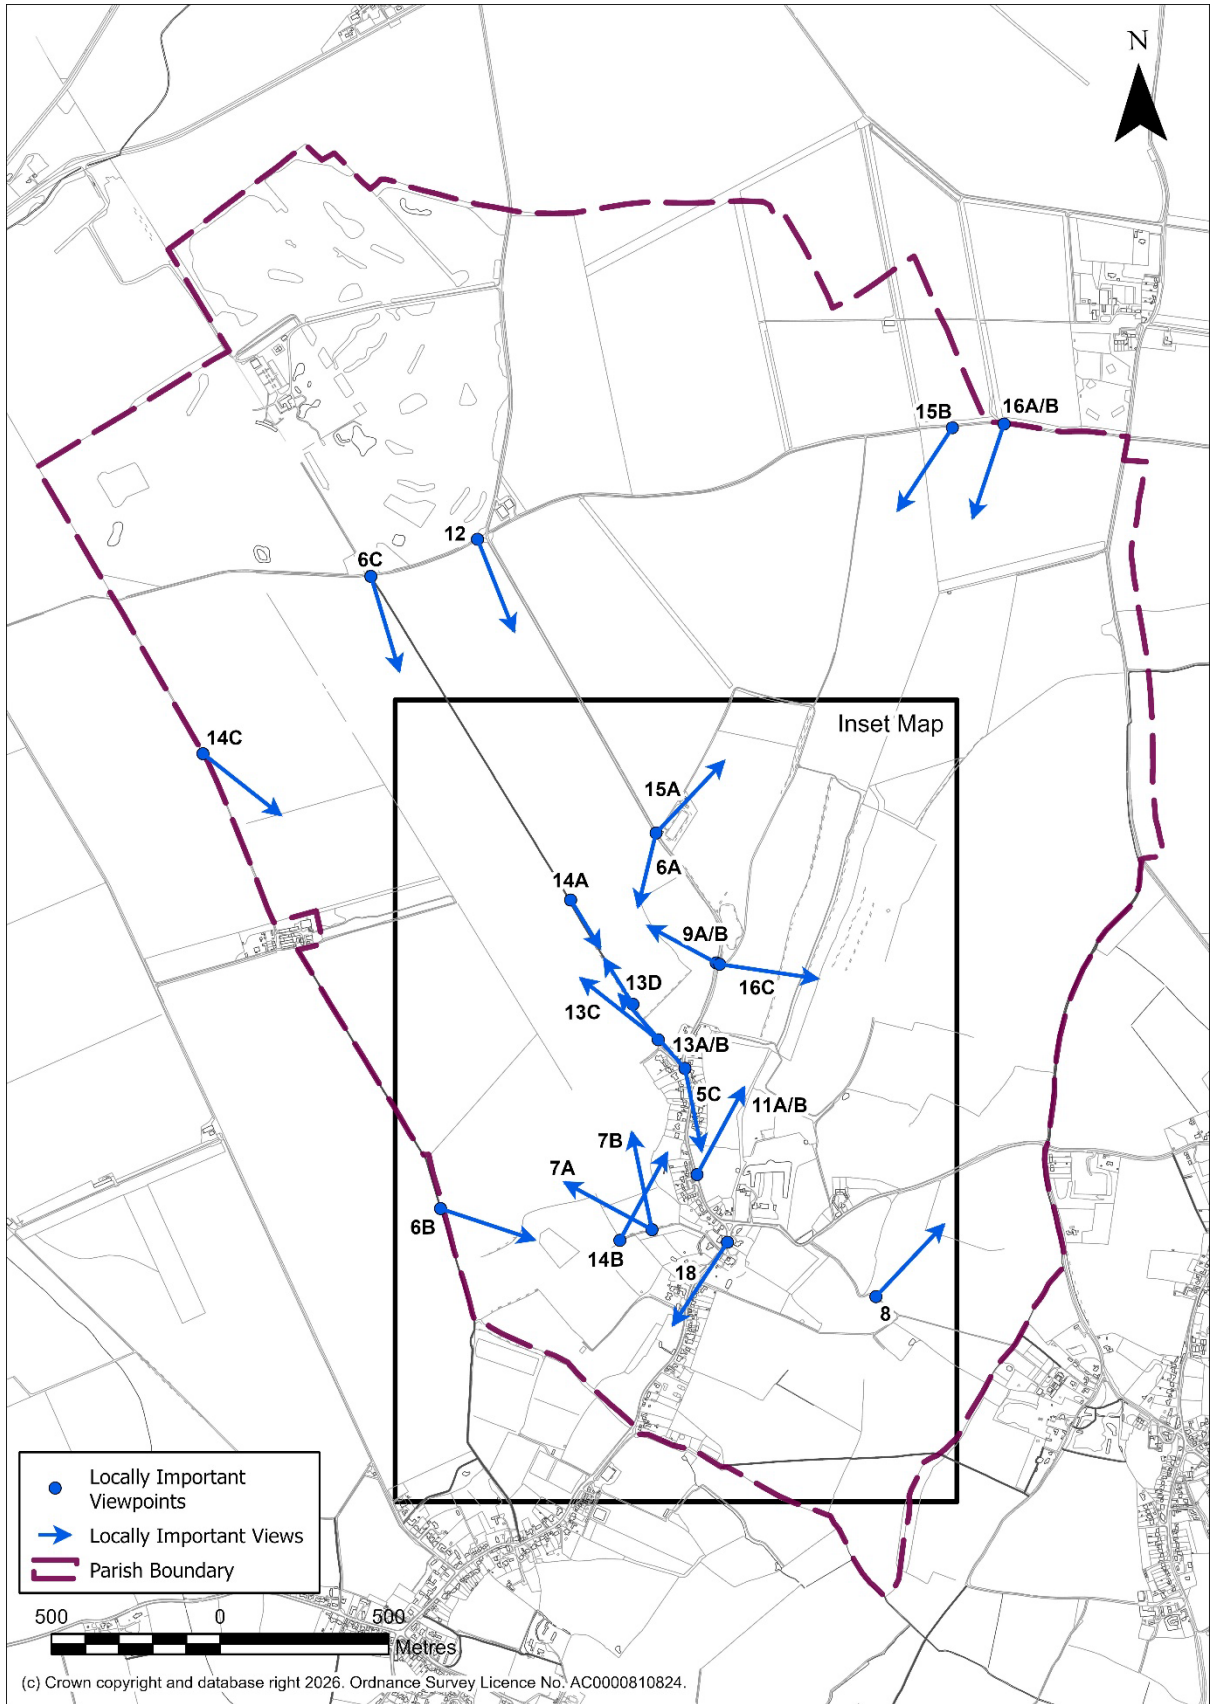 N
15B
16A/B
12
6C
Inset Map
14C
15A
6A
14A
9A/B
16C
13D
13C
13A/B
5C
11A/B
7B
7A
6B
14B
18
8
Locally Important
Viewpoints
Locally Important Views
Parish Boundary
500 0 500
Metres
(c) Crown copyright and database right 2026. Ordnance Survey Licence No. AC0000810824.